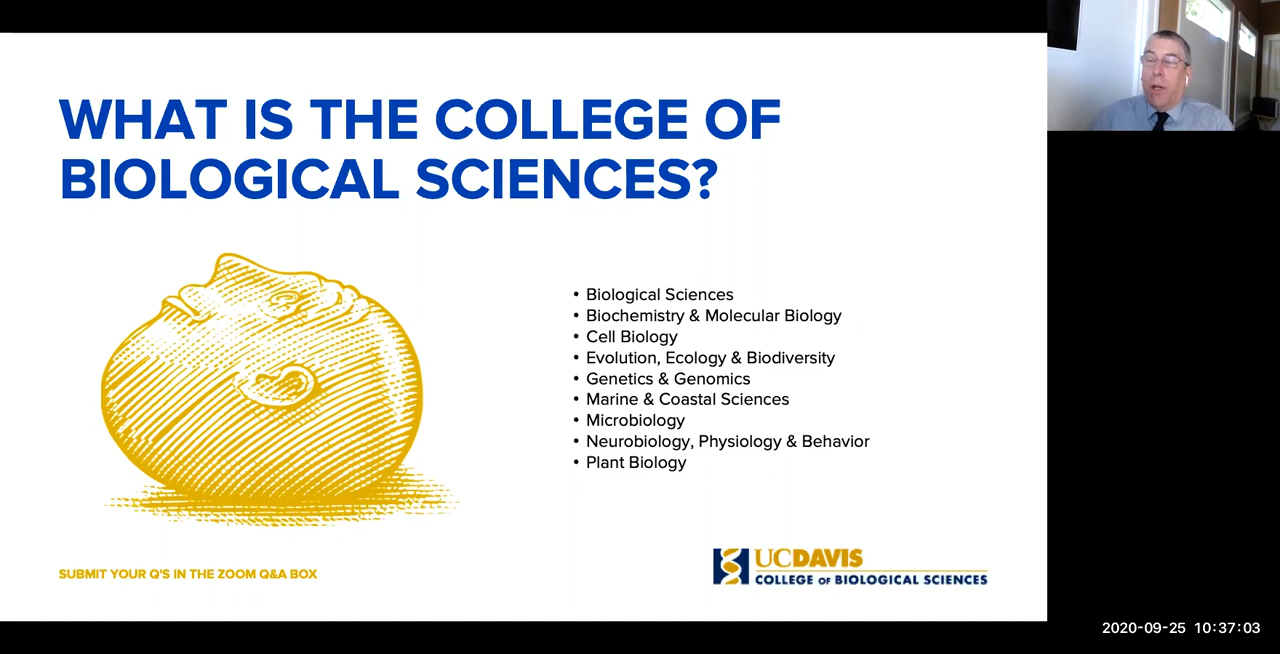 WHAT IS THE COLLEGE OF
BIOLOGICAL SCIENCES?
• Biological Sciences
• Biochemistry & Molecular Biology
• Cell Biology
• Evolution, Ecology & Biodiversity
• Genetics & Genomics
• Marine & Coastal Sciences
• Microbiology
• Neurobiology, Physiology & Behavior
• Plant Biology
SUBMIT YOUR Q'S IN THE ZOOM Q&A BOX
UCDAVIS
COLLEGE OF BIOLOGICAL SCIENCES
2020-09-25 10:37:03